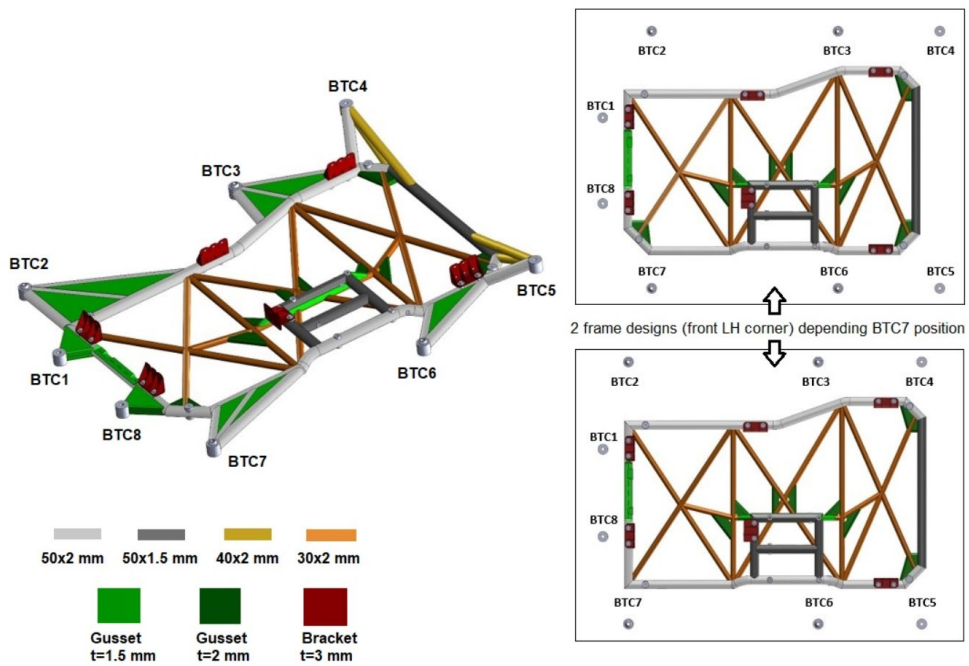 BTC4
BTC3
BTC2
BTC5
BTC1
BTC6
BTC8
BTC7
50x2 mm
50x1.5 mm
40x2 mm
30x2 mm
Gusset
t=1.5 mm
Gusset
t=2 mm
Bracket
t=3 mm
BTC2
BTC3
BTC4
BTC1
BTC8
BTC7
BTC6
BTC5
2 frame designs (front LH corner) depending BTC7 position
BTC2
BTC3
BTC4
BTC1
BTC8
BTC7
BTC6
BTC5